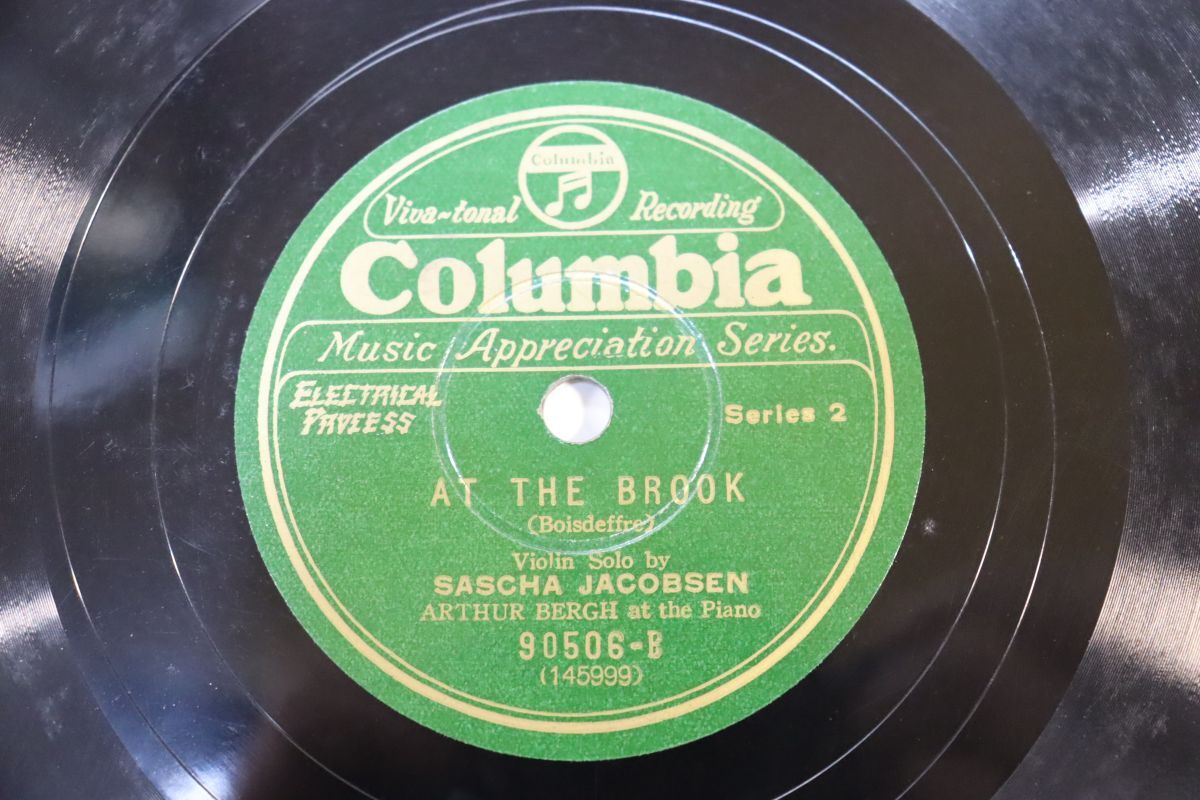 Columbia
Viva-tonal Recording
Columbia
Music Appreciation Series.
ELECTRICAL
PROCESS
Series 2
AT THE BROOK
(Boisdeffre)
Violin Solo by
SASCHA JACOBSEN
ARTHUR BERGH at the Piano
90506-B
(145999)